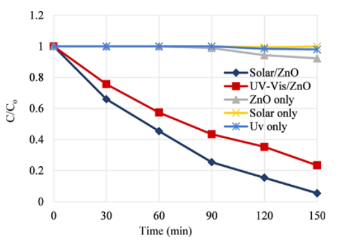 1.2
1
0.8
0.6
0.4
0.2
0
C/Co
0 30 60 90 120 150
Time (min)
Solar/ZnO
UV-Vis/ZnO
ZnO only
Solar only
Uv only